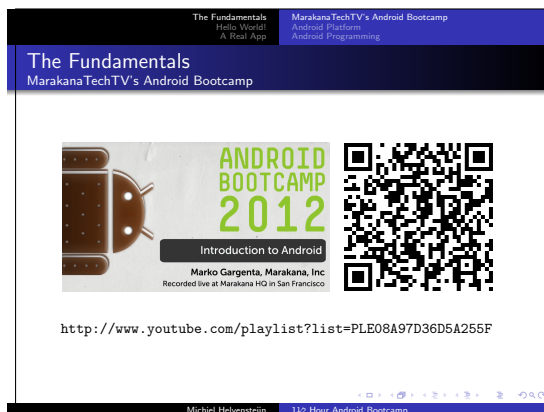 The Fundamentals
Hello World!
A Real App
MarakanaTechTV's Android Bootcamp
Android Platform
Android Programming
The Fundamentals
MarakanaTechTV's Android Bootcamp
ANDROID
BOOTCAMP
2012
Introduction to Android
Marko Gargenta, Marakana, Inc
Recorded live at Marakana HQ in San Francisco
http://www.youtube.com/playlist?list=PLE08A97D36D5A255F
Michiel Helvensteijn
1½ Hour Android Bootcamp